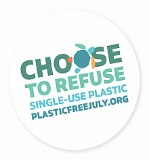 CHOOSE
TO REFUSE
SINGLE-USE PLASTIC
PLASTICFREEJULY.ORG